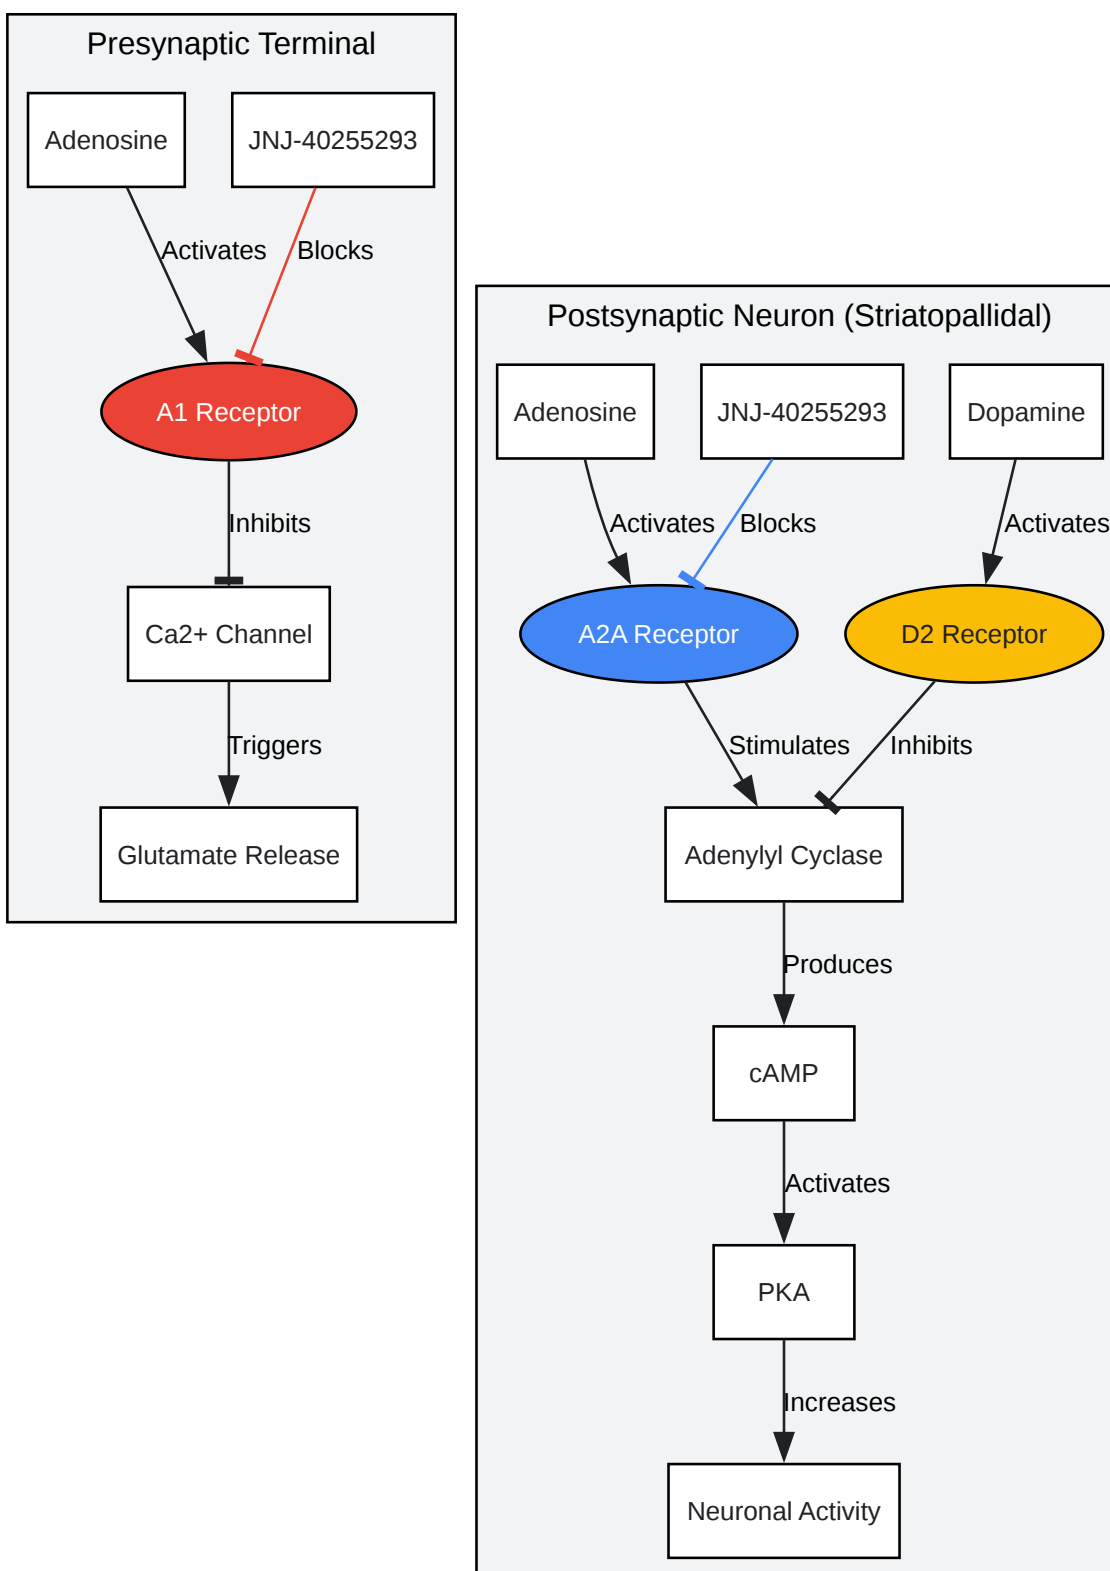 Presynaptic Terminal
Adenosine
JNJ-40255293
Activates
Blocks
A1 Receptor
Inhibits
Ca2+ Channel
Triggers
Glutamate Release
Postsynaptic Neuron (Striatopallidal)
Adenosine
JNJ-40255293
Dopamine
Activates
Blocks
Activates
A2A Receptor
D2 Receptor
Stimulates
Inhibits
Adenylyl Cyclase
Produces
cAMP
Activates
PKA
Increases
Neuronal Activity